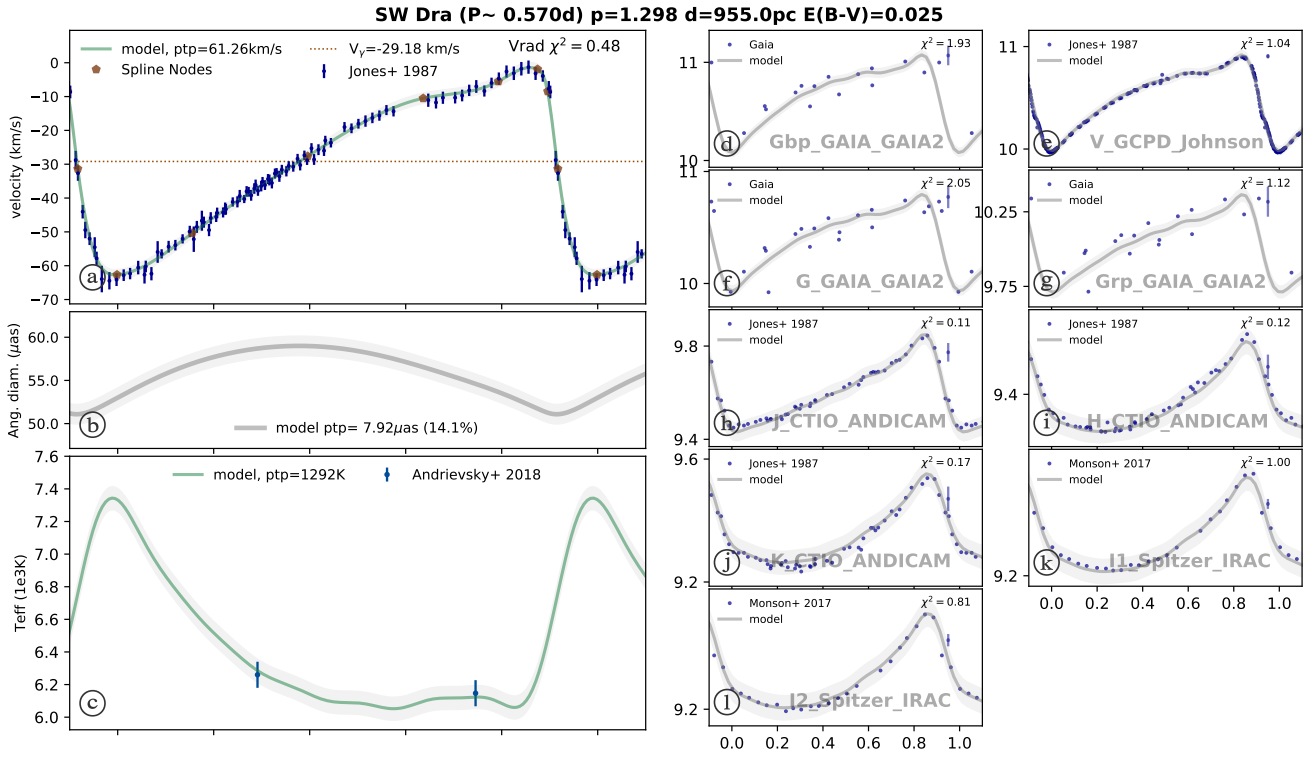 SW Dra (P~ 0.570d) p=1.298 d=955.0pc E(B-V)=0.025
model, ptp=61.26km/s
Spline Nodes
Vγ=-29.18 km/s
Jones+ 1987
Vrad χ² = 0.48
velocity (km/s)
0
−10
−20
−30
−40
−50
−60
−70
a
Ang. diam. (μas)
60.0
55.0
50.0
b
model ptp= 7.92μas (14.1%)
Teff (1e3K)
7.6
7.4
7.2
7.0
6.8
6.6
6.4
6.2
6.0
model, ptp=1292K
Andrievsky+ 2018
c
11
10
Gaia
model
χ² = 1.93
d
Gbp_GAIA_GAIA2
11
10
Jones+ 1987
model
χ² = 1.04
e
V_GCPD_Johnson
11
10
Gaia
model
χ² = 2.05
f
G_GAIA_GAIA2
10.25
9.75
Gaia
model
χ² = 1.12
g
Grp_GAIA_GAIA2
9.8
9.4
Jones+ 1987
model
χ² = 0.11
h
J_CTIO_ANDICAM
9.4
Jones+ 1987
model
χ² = 0.12
i
H_CTIO_ANDICAM
9.6
9.2
Jones+ 1987
model
χ² = 0.17
j
K_CTIO_ANDICAM
9.2
Monson+ 2017
model
χ² = 1.00
k
I1_Spitzer_IRAC
0.0 0.2 0.4 0.6 0.8 1.0
9.2
Monson+ 2017
model
χ² = 0.81
l
I2_Spitzer_IRAC
0.0 0.2 0.4 0.6 0.8 1.0